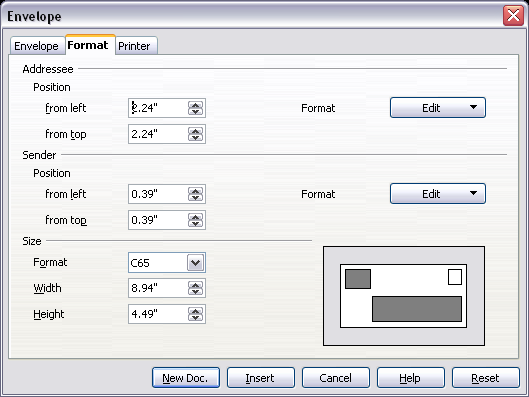 Envelope
Envelope Format Printer
Addressee
Position
from left 2.24" Format Edit
from top 2.24"
Sender
Position
from left 0.39" Format Edit
from top 0.39"
Size
Format C65
Width 8.94"
Height 4.49"
New Doc. Insert Cancel Help Reset